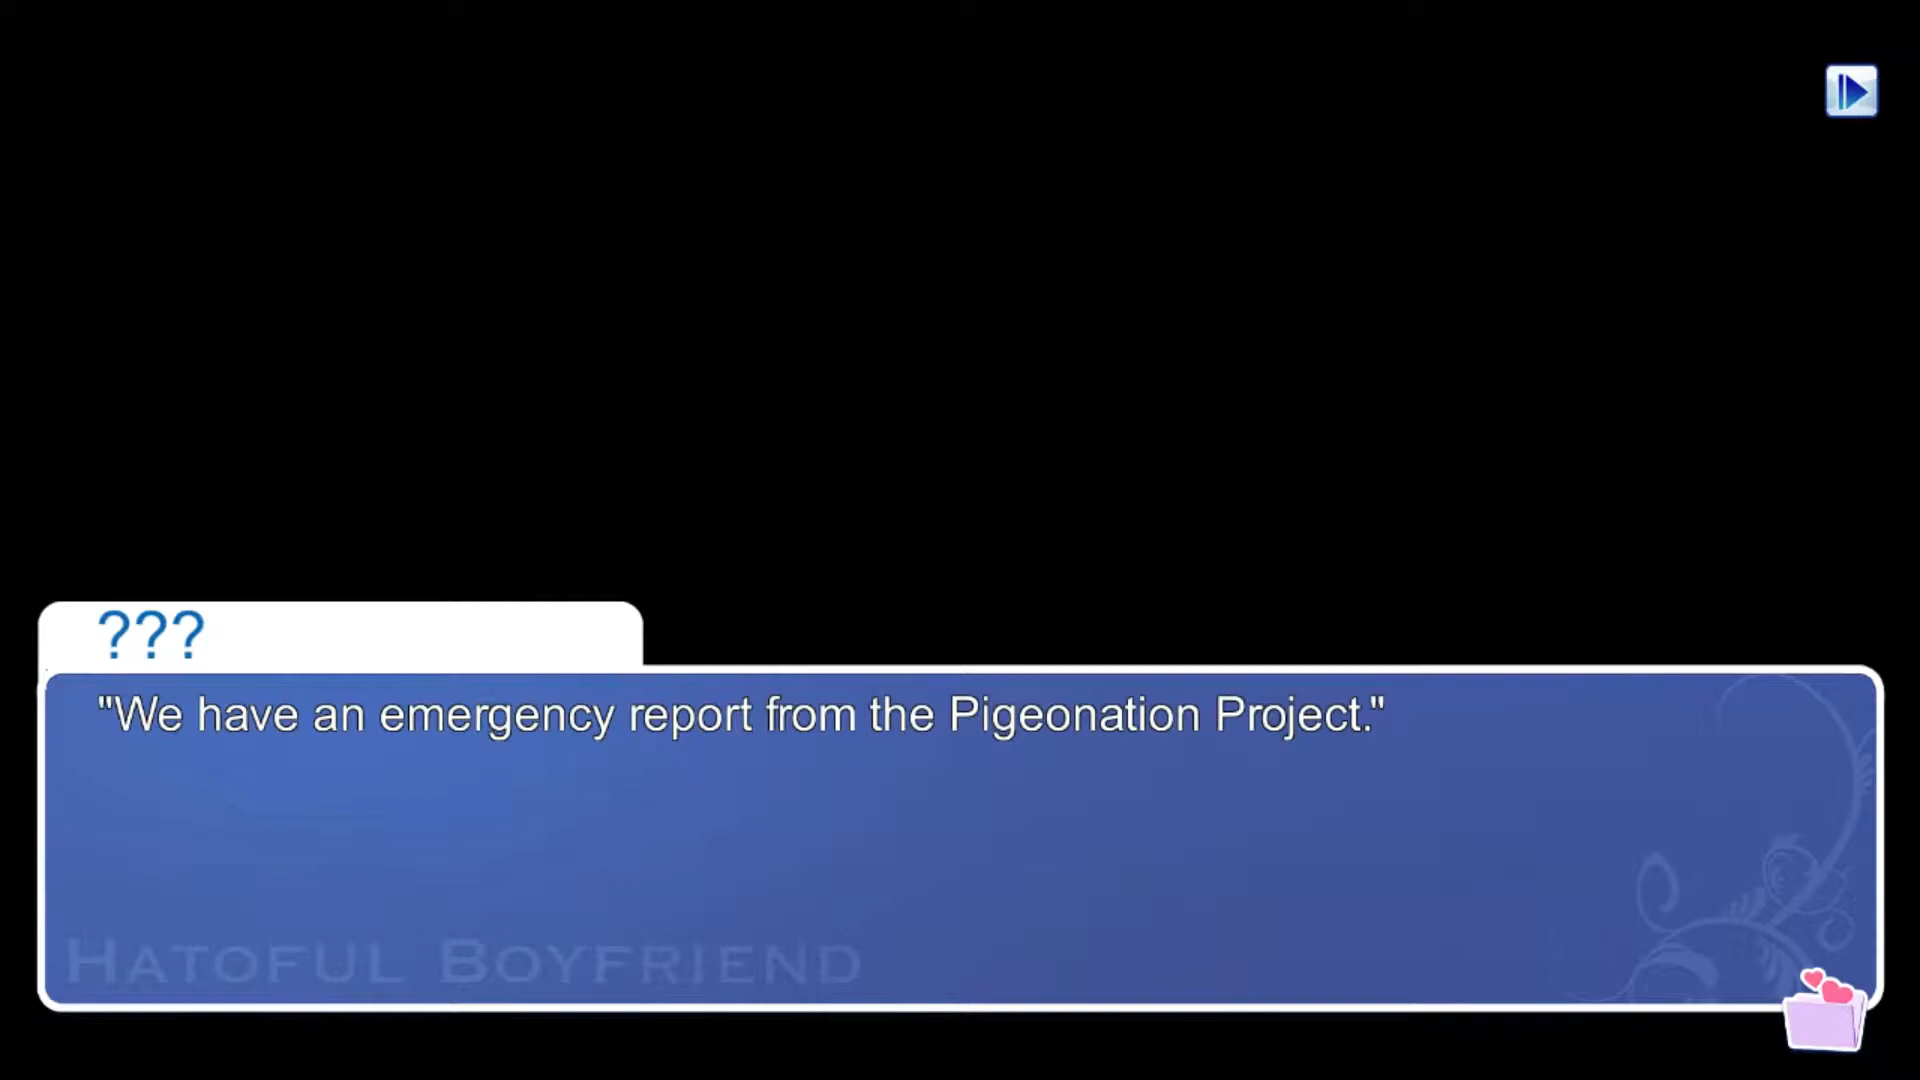 ???
"We have an emergency report from the Pigeonation Project."
HATOFUL BOYFRIEND